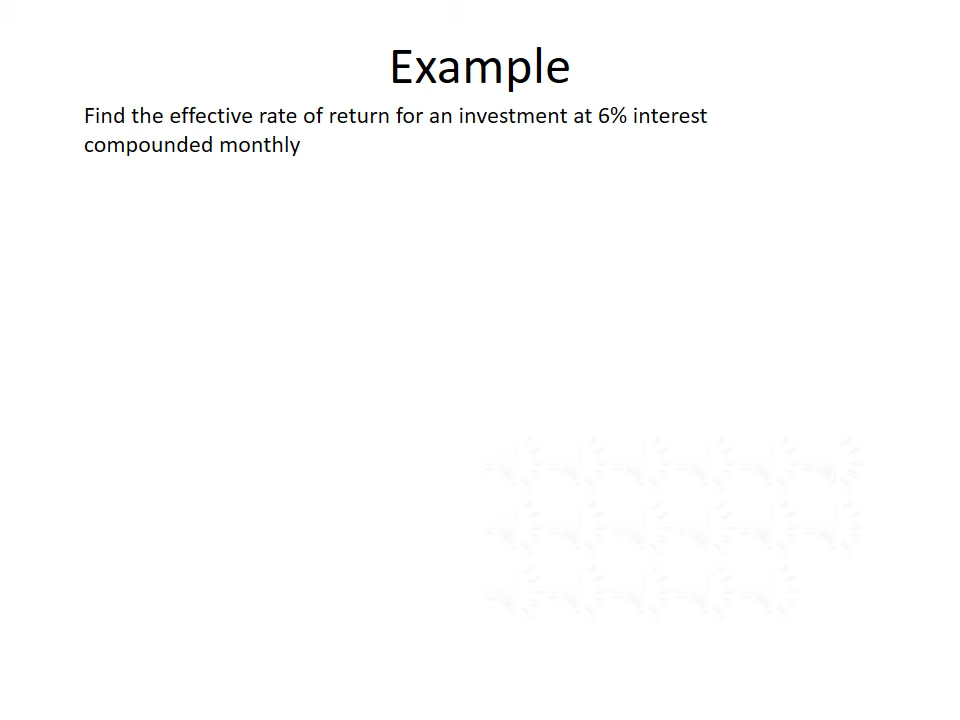 Example
Find the effective rate of return for an investment at 6% interest
compounded monthly